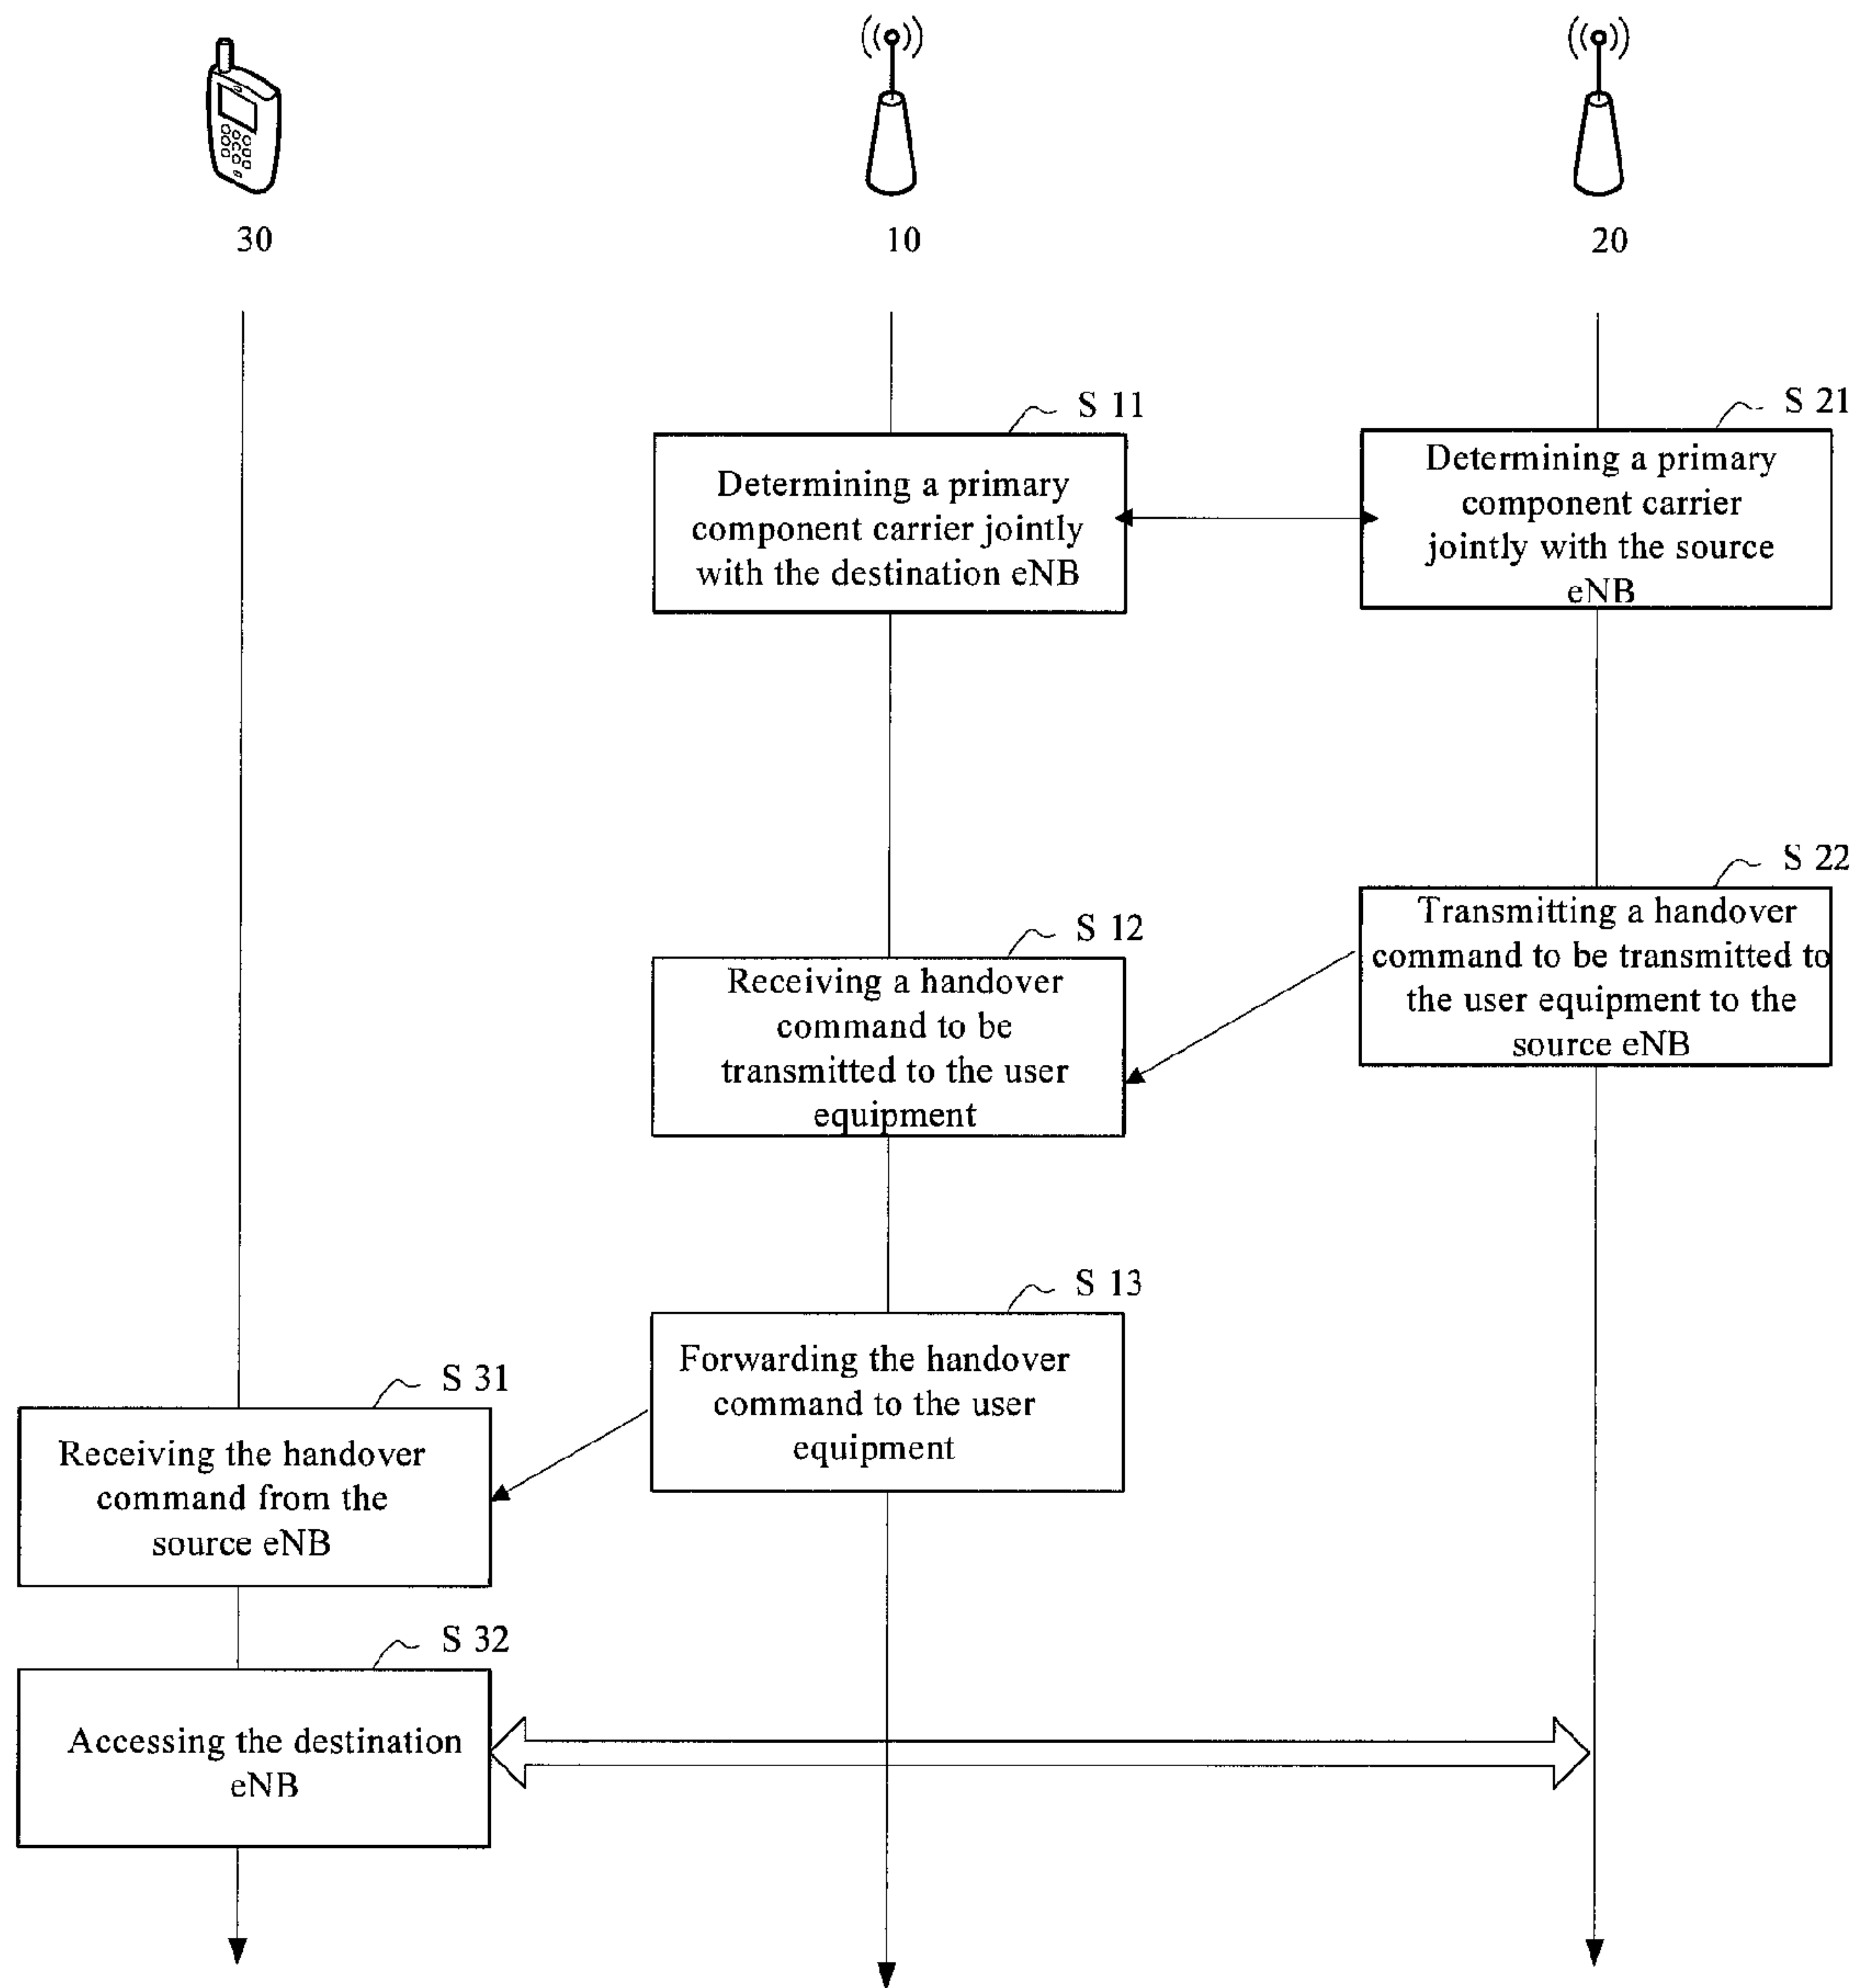 30
10
20
S 11
S 21
Determining a primary
component carrier jointly
with the destination eNB
Determining a primary
component carrier
jointly with the source
eNB
S 22
Transmitting a handover
command to be transmitted to
the user equipment to the
source eNB
S 12
Receiving a handover
command to be
transmitted to the user
equipment
S 13
Forwarding the handover
command to the user
equipment
S 31
Receiving the handover
command from the
source eNB
S 32
Accessing the destination
eNB